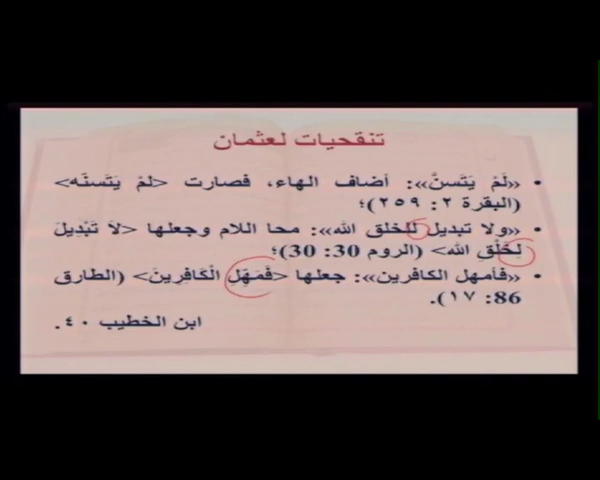 تنقحيات لعثمان
• «لَمْ يَتَسنَّ»: أضاف الهاء، فصارت <لمْ يَتَسنّه>
(البقرة ٢: ٢٥٩)؛
• «ولا تبديل للخلق الله»: محا اللام وجعلها <لاَ تَبْدِيلَ
لِخَلْقِ الله> (الروم 30: 30)؛
• «فأمهل الكافرين»: جعلها <فَمَهِّلِ الْكَافِرِينَ> (الطارق
86: ١٧).
ابن الخطيب ٤٠.